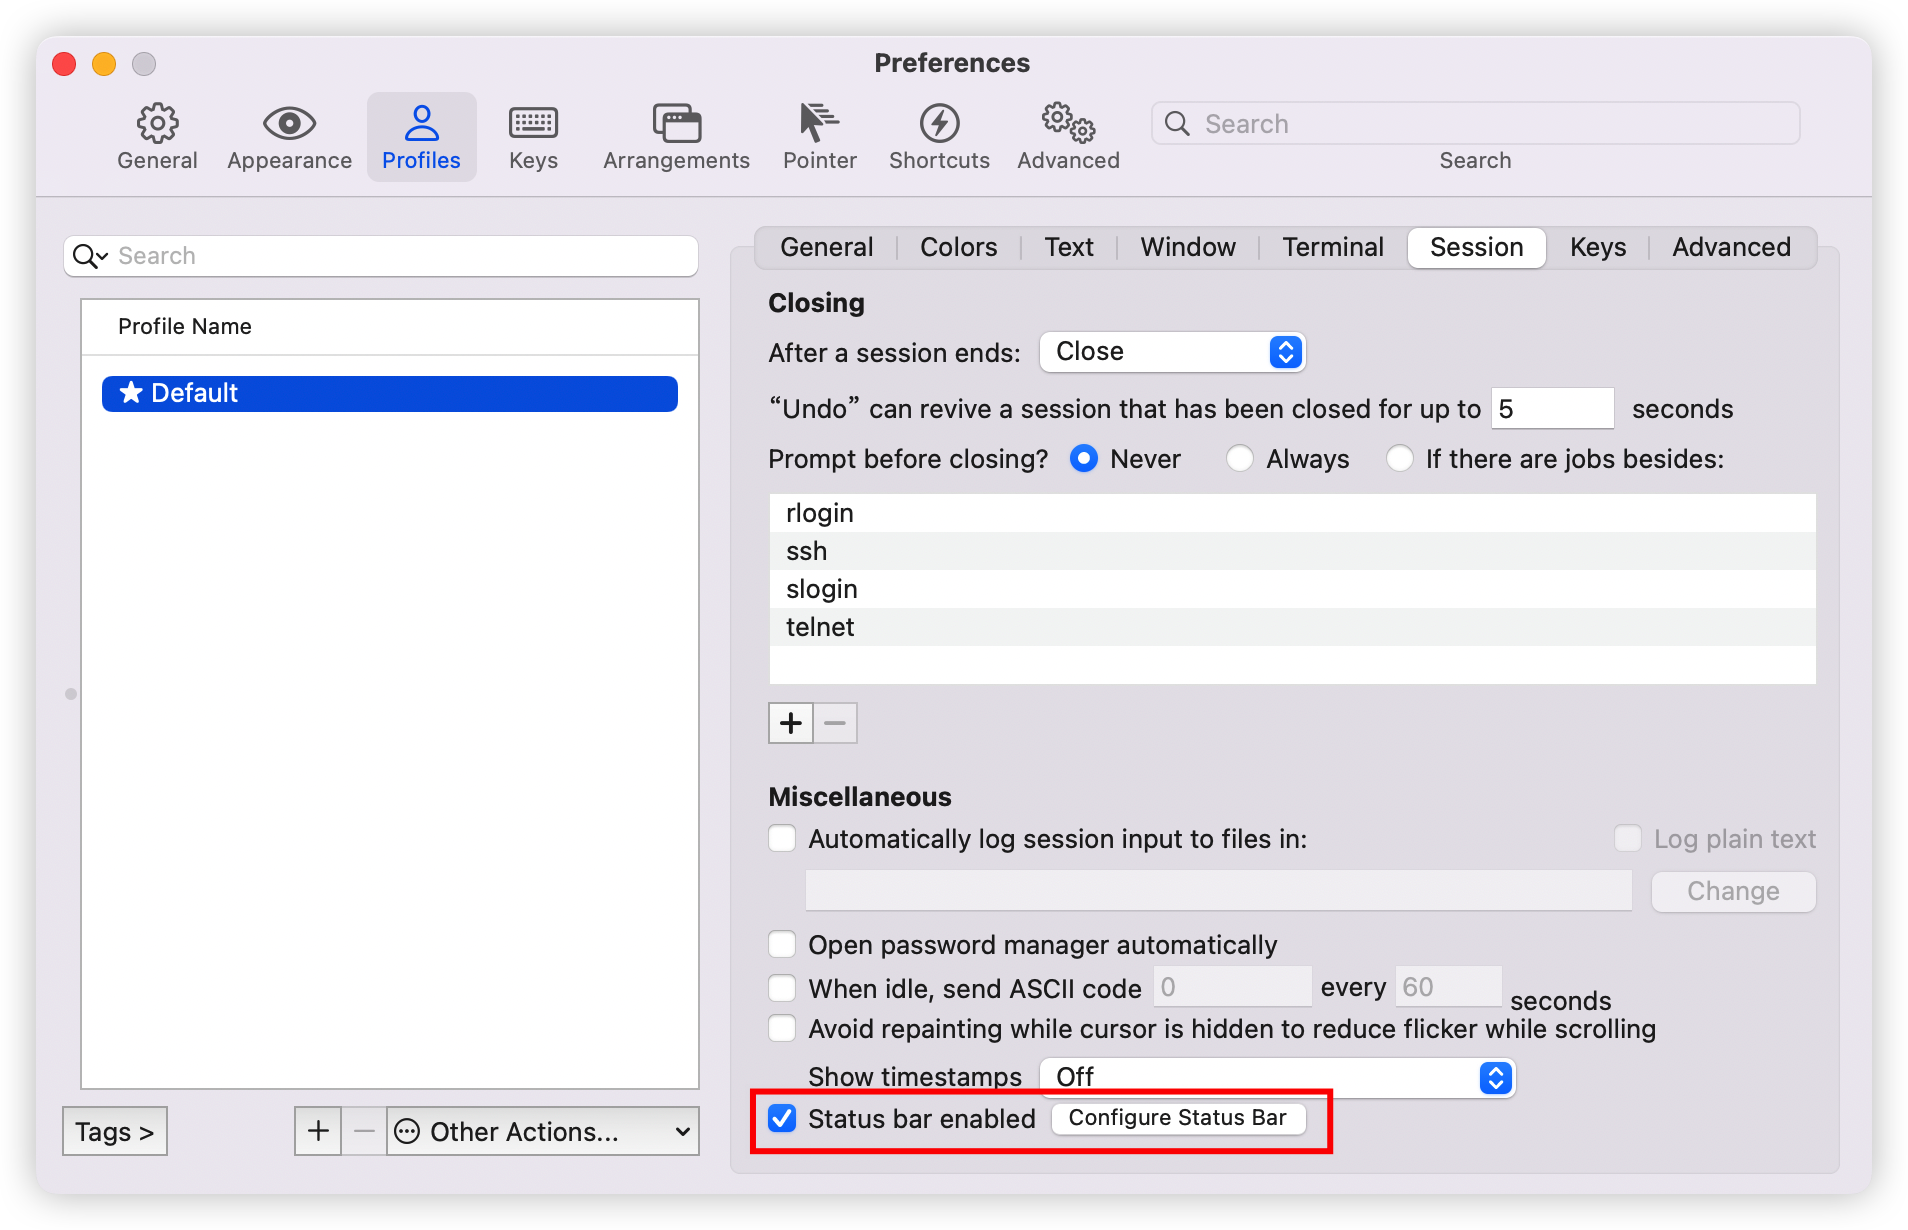 Preferences
General Appearance Profiles Keys Arrangements Pointer Shortcuts Advanced Search
Search
Search
Profile Name
Default
Tags >
Other Actions...
General Colors Text Window Terminal Session Keys Advanced
Closing
After a session ends: Close
“Undo” can revive a session that has been closed for up to 5 seconds
Prompt before closing? Never Always If there are jobs besides:
rlogin
ssh
slogin
telnet
Miscellaneous
Automatically log session input to files in: Log plain text
Change
Open password manager automatically
When idle, send ASCII code 0 every 60 seconds
Avoid repainting while cursor is hidden to reduce flicker while scrolling
Show timestamps Off
Status bar enabled Configure Status Bar